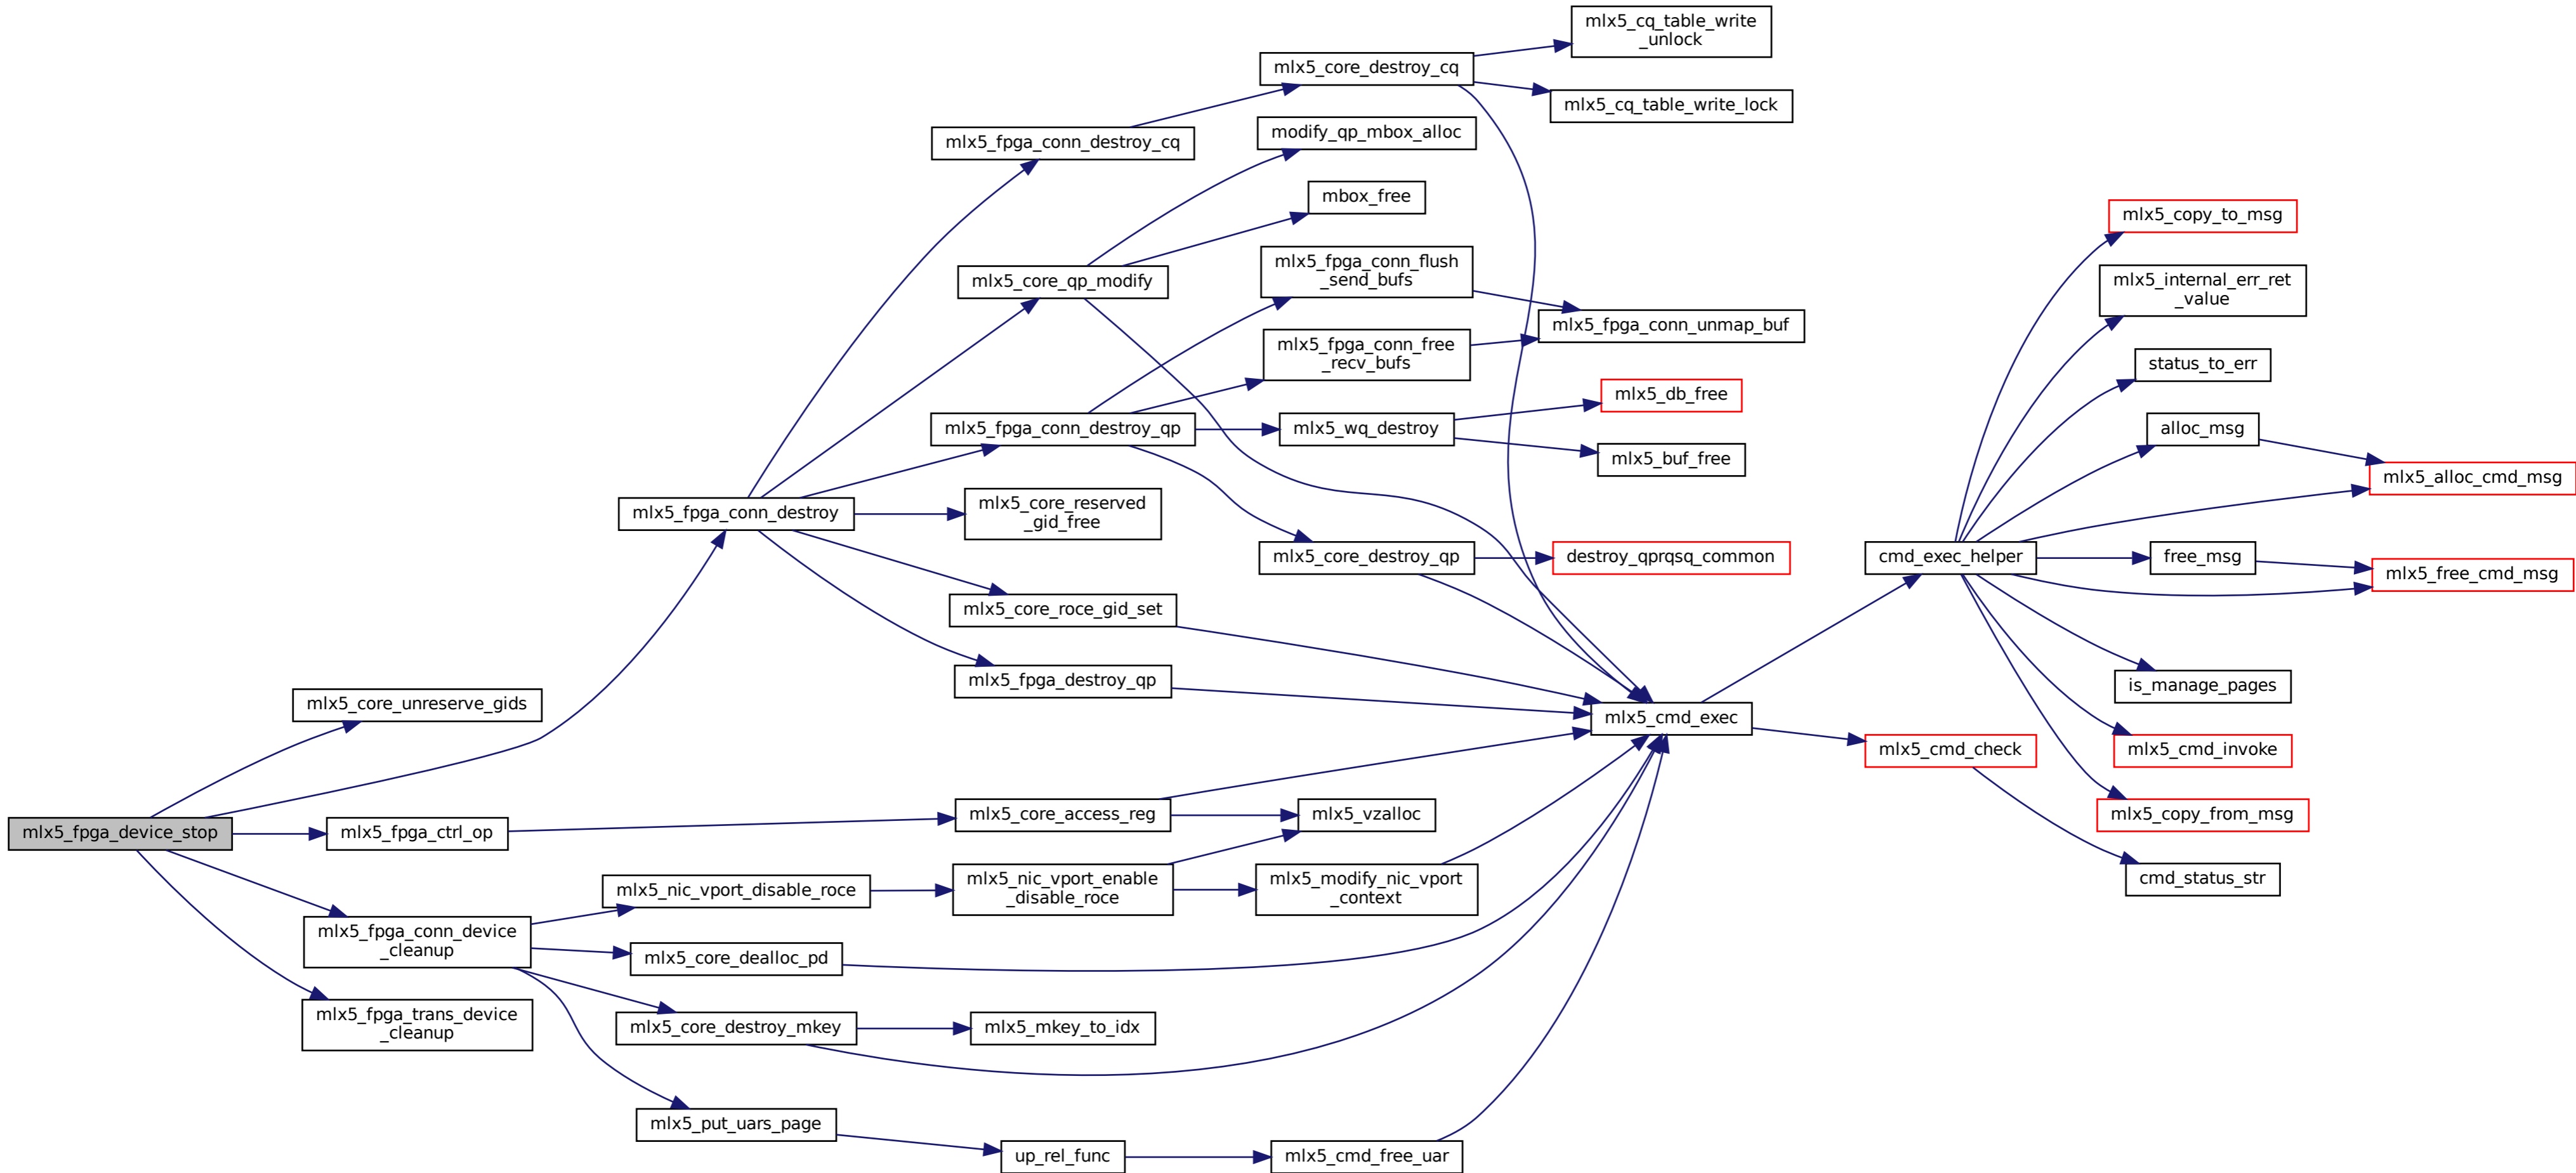 mlx5_cq_table_write
_unlock
mlx5_core_destroy_cq
mlx5_cq_table_write_lock
mlx5_fpga_conn_destroy_cq
modify_qp_mbox_alloc
mbox_free
mlx5_copy_to_msg
mlx5_fpga_conn_flush
_send_bufs
mlx5_core_qp_modify
mlx5_internal_err_ret
_value
mlx5_fpga_conn_unmap_buf
mlx5_fpga_conn_free
_recv_bufs
status_to_err
mlx5_db_free
mlx5_fpga_conn_destroy_qp
mlx5_wq_destroy
alloc_msg
mlx5_buf_free
mlx5_alloc_cmd_msg
mlx5_fpga_conn_destroy
mlx5_core_reserved
_gid_free
mlx5_core_destroy_qp
destroy_qprqsq_common
cmd_exec_helper
free_msg
mlx5_free_cmd_msg
mlx5_core_roce_gid_set
mlx5_fpga_destroy_qp
is_manage_pages
mlx5_core_unreserve_gids
mlx5_cmd_exec
mlx5_cmd_check
mlx5_cmd_invoke
mlx5_fpga_device_stop
mlx5_fpga_ctrl_op
mlx5_core_access_reg
mlx5_vzalloc
mlx5_copy_from_msg
mlx5_nic_vport_disable_roce
mlx5_nic_vport_enable
_disable_roce
mlx5_modify_nic_vport
_context
cmd_status_str
mlx5_fpga_conn_device
_cleanup
mlx5_core_dealloc_pd
mlx5_fpga_trans_device
_cleanup
mlx5_core_destroy_mkey
mlx5_mkey_to_idx
mlx5_put_uars_page
up_rel_func
mlx5_cmd_free_uar